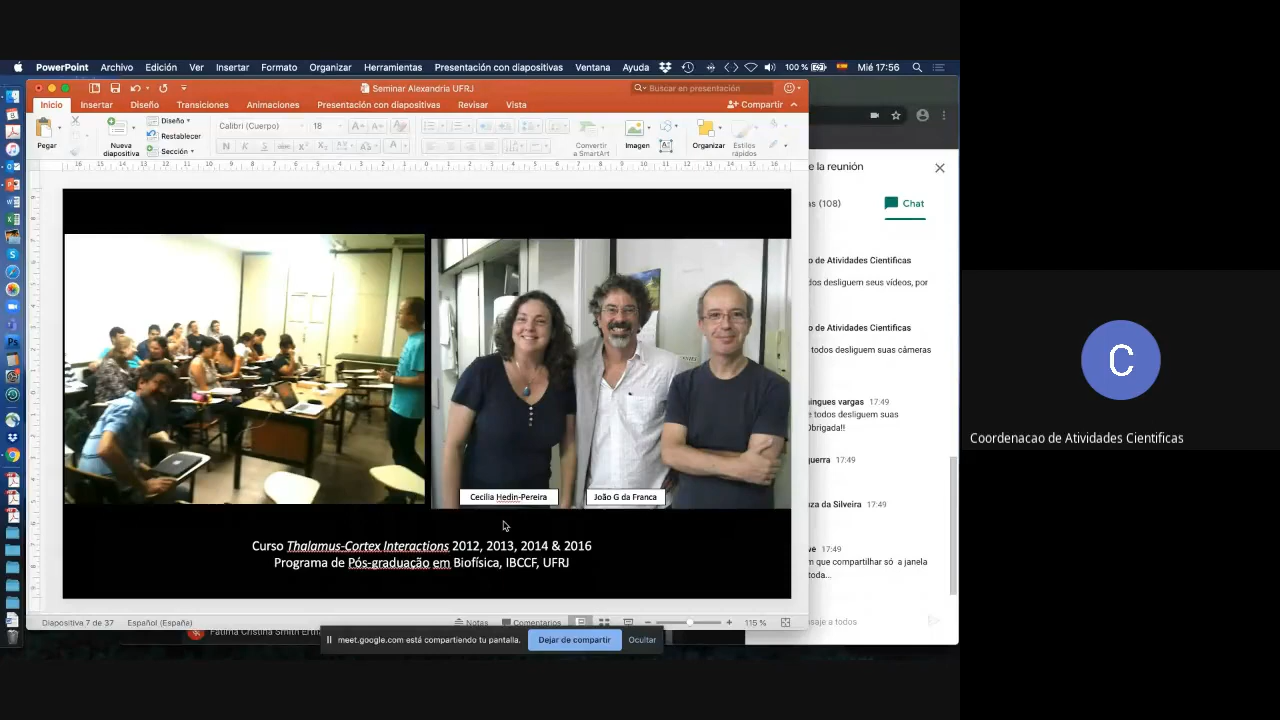 PowerPoint Archivo Edición Ver Insertar Formato Organizar Herramientas Presentación con diapositivas Ventana Ayuda 100 % Mié 17:56
Seminar Alexandria UFRJ
Buscar en presentación
Inicio Insertar Diseño Transiciones Animaciones Presentación con diapositivas Revisar Vista
Compartir
Pegar
Nueva diapositiva
Diseño
Restablecer
Sección
Calibri (Cuerpo) 18
Convertir a SmartArt
Imagen
Organizar
Estilos rápidos
Cecilia Hedin-Pereira
João G da Franca
Curso Thalamus-Cortex Interactions 2012, 2013, 2014 & 2016
Programa de Pós-graduação em Biofísica, IBCCF, UFRJ
Diapositiva 7 de 37 Español (España) Notas Comentarios 115 %
meet.google.com está compartiendo tu pantalla. Dejar de compartir Ocultar
e la reunión
as (108) Chat
o de Atividades Cientificas
dos desliguem seus vídeos, por
o de Atividades Cientificas
todos desliguem suas câmeras
ningues vargas 17:49
e todos desliguem suas
Obrigada!!
guerra 17:49
uza da Silveira 17:49
ve 17:49
m que compartilhar só a janela
toda...
saje a todos
C
Coordenacao de Atividades Cientificas